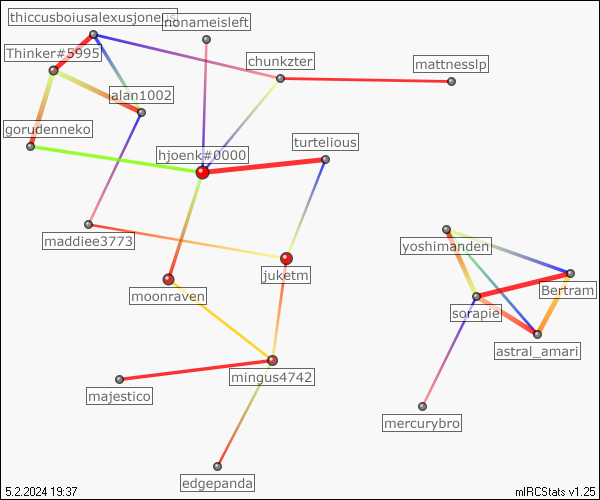 thiccusboiusalexusjoneus
nonameisleft
Thinker#5995
chunkzter
mattnesslp
alan1002
gorudenneko
hjoenk#0000
turtelious
maddiee3773
yoshimanden
juketm
moonraven
Bertram
sorapie
astral_amari
mingus4742
majestico
mercurybro
edgepanda
5.2.2024 19:37
mIRCStats v1.25